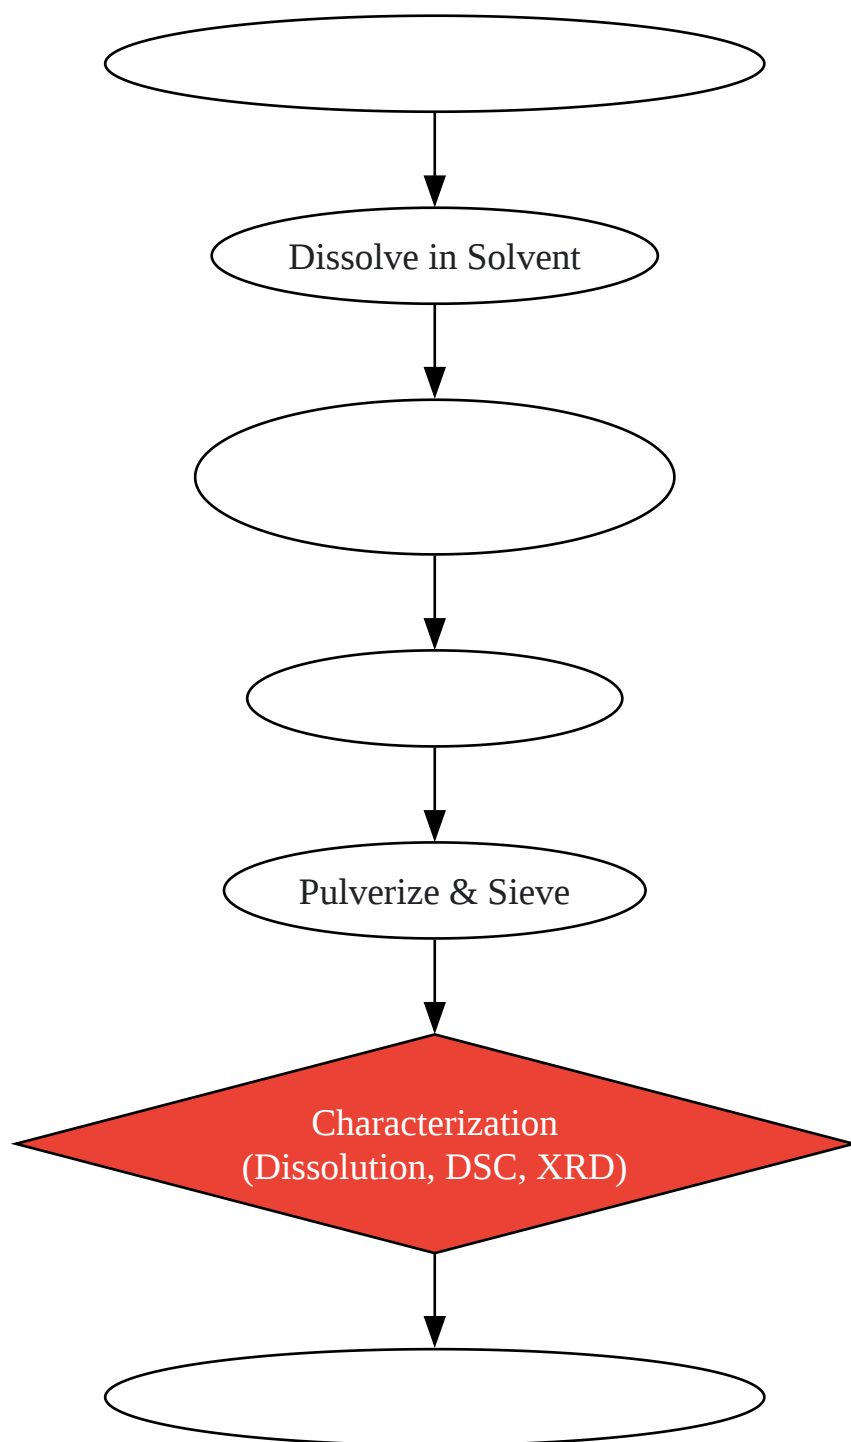 Dissolve in Solvent
Pulverize & Sieve
Characterization
(Dissolution, DSC, XRD)